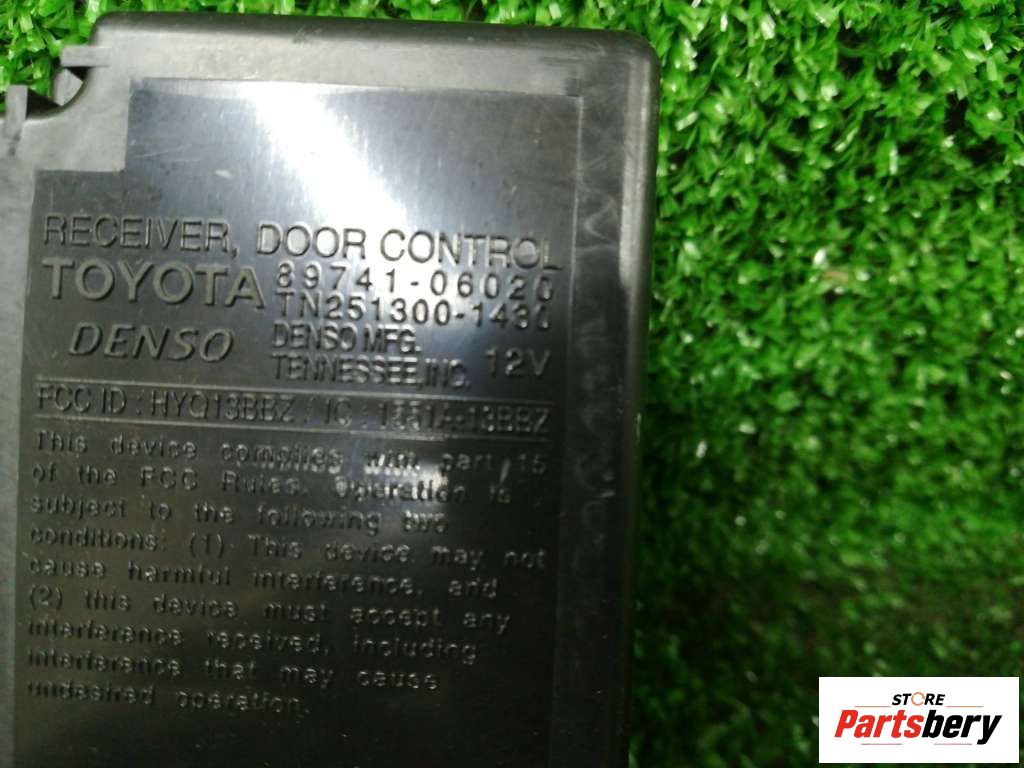 RECEIVER, DOOR CONTROL
TOYOTA 89741-06020
TN251300-1430
DENSO DENSO MFG.
TENNESSEE, INC. 12V
FCC ID : HYQ13BBZ / IC : 1551A-13BBZ
This device complies with part 15
of the FCC Rules. Operation is
subject to the following two
conditions: (1) This device may not
cause harmful interference, and
(2) this device must accept any
interference received, including
interference that may cause
undesired operation.
STORE
Partsbery